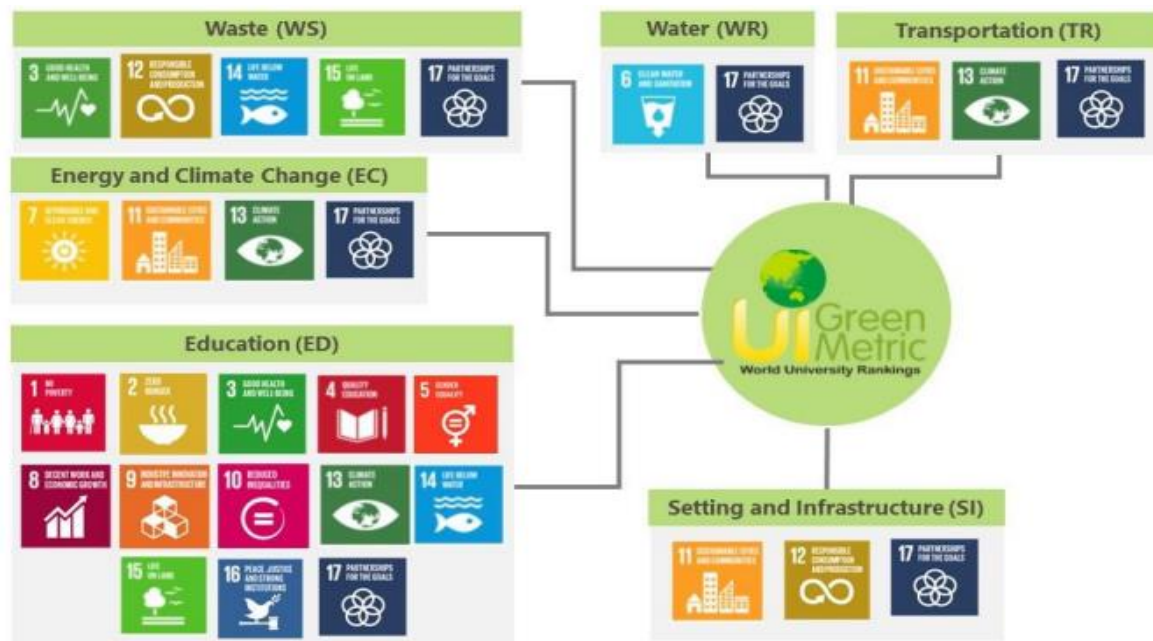 Waste (WS)
3 GOOD HEALTH
AND WELL-BEING
12 RESPONSIBLE
CONSUMPTION
AND PRODUCTION
14 LIFE BELOW
WATER
15 LIFE
ON LAND
17 PARTNERSHIPS
FOR THE GOALS
Water (WR)
6 CLEAN WATER
AND SANITATION
17 PARTNERSHIPS
FOR THE GOALS
Transportation (TR)
11 SUSTAINABLE CITIES
AND COMMUNITIES
13 CLIMATE
ACTION
17 PARTNERSHIPS
FOR THE GOALS
Energy and Climate Change (EC)
7 AFFORDABLE AND
CLEAN ENERGY
11 SUSTAINABLE CITIES
AND COMMUNITIES
13 CLIMATE
ACTION
17 PARTNERSHIPS
FOR THE GOALS
UI Green
Metric
World University Rankings
Education (ED)
1 NO
POVERTY
2 ZERO
HUNGER
3 GOOD HEALTH
AND WELL-BEING
4 QUALITY
EDUCATION
5 GENDER
EQUALITY
8 DECENT WORK AND
ECONOMIC GROWTH
9 INDUSTRY INNOVATION
AND INFRASTRUCTURE
10 REDUCED
INEQUALITIES
13 CLIMATE
ACTION
14 LIFE BELOW
WATER
15 LIFE
ON LAND
16 PEACE JUSTICE
AND STRONG
INSTITUTIONS
17 PARTNERSHIPS
FOR THE GOALS
Setting and Infrastructure (SI)
11 SUSTAINABLE CITIES
AND COMMUNITIES
12 RESPONSIBLE
CONSUMPTION
AND PRODUCTION
17 PARTNERSHIPS
FOR THE GOALS